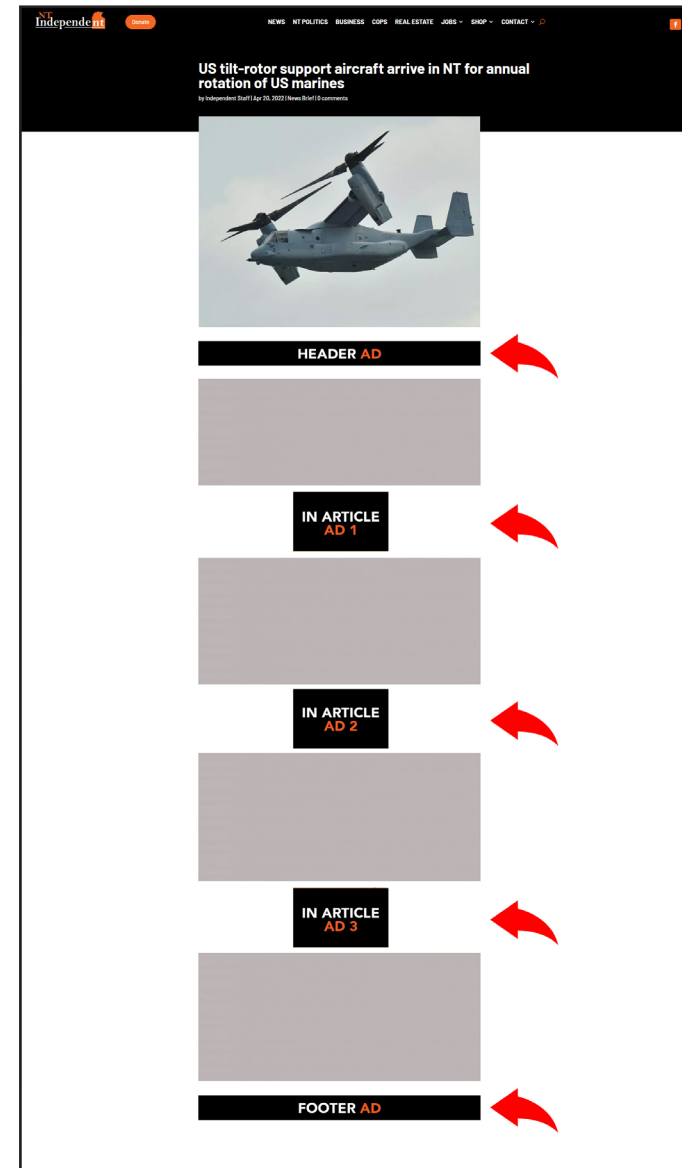 NT
Independent
Donate
NEWS NT POLITICS BUSINESS COPS REAL ESTATE JOBS SHOP CONTACT
US tilt-rotor support aircraft arrive in NT for annual
rotation of US marines
by Independent Staff | Apr 20, 2022 | News Brief | 0 comments
HEADER AD
IN ARTICLE
AD 1
IN ARTICLE
AD 2
IN ARTICLE
AD 3
FOOTER AD